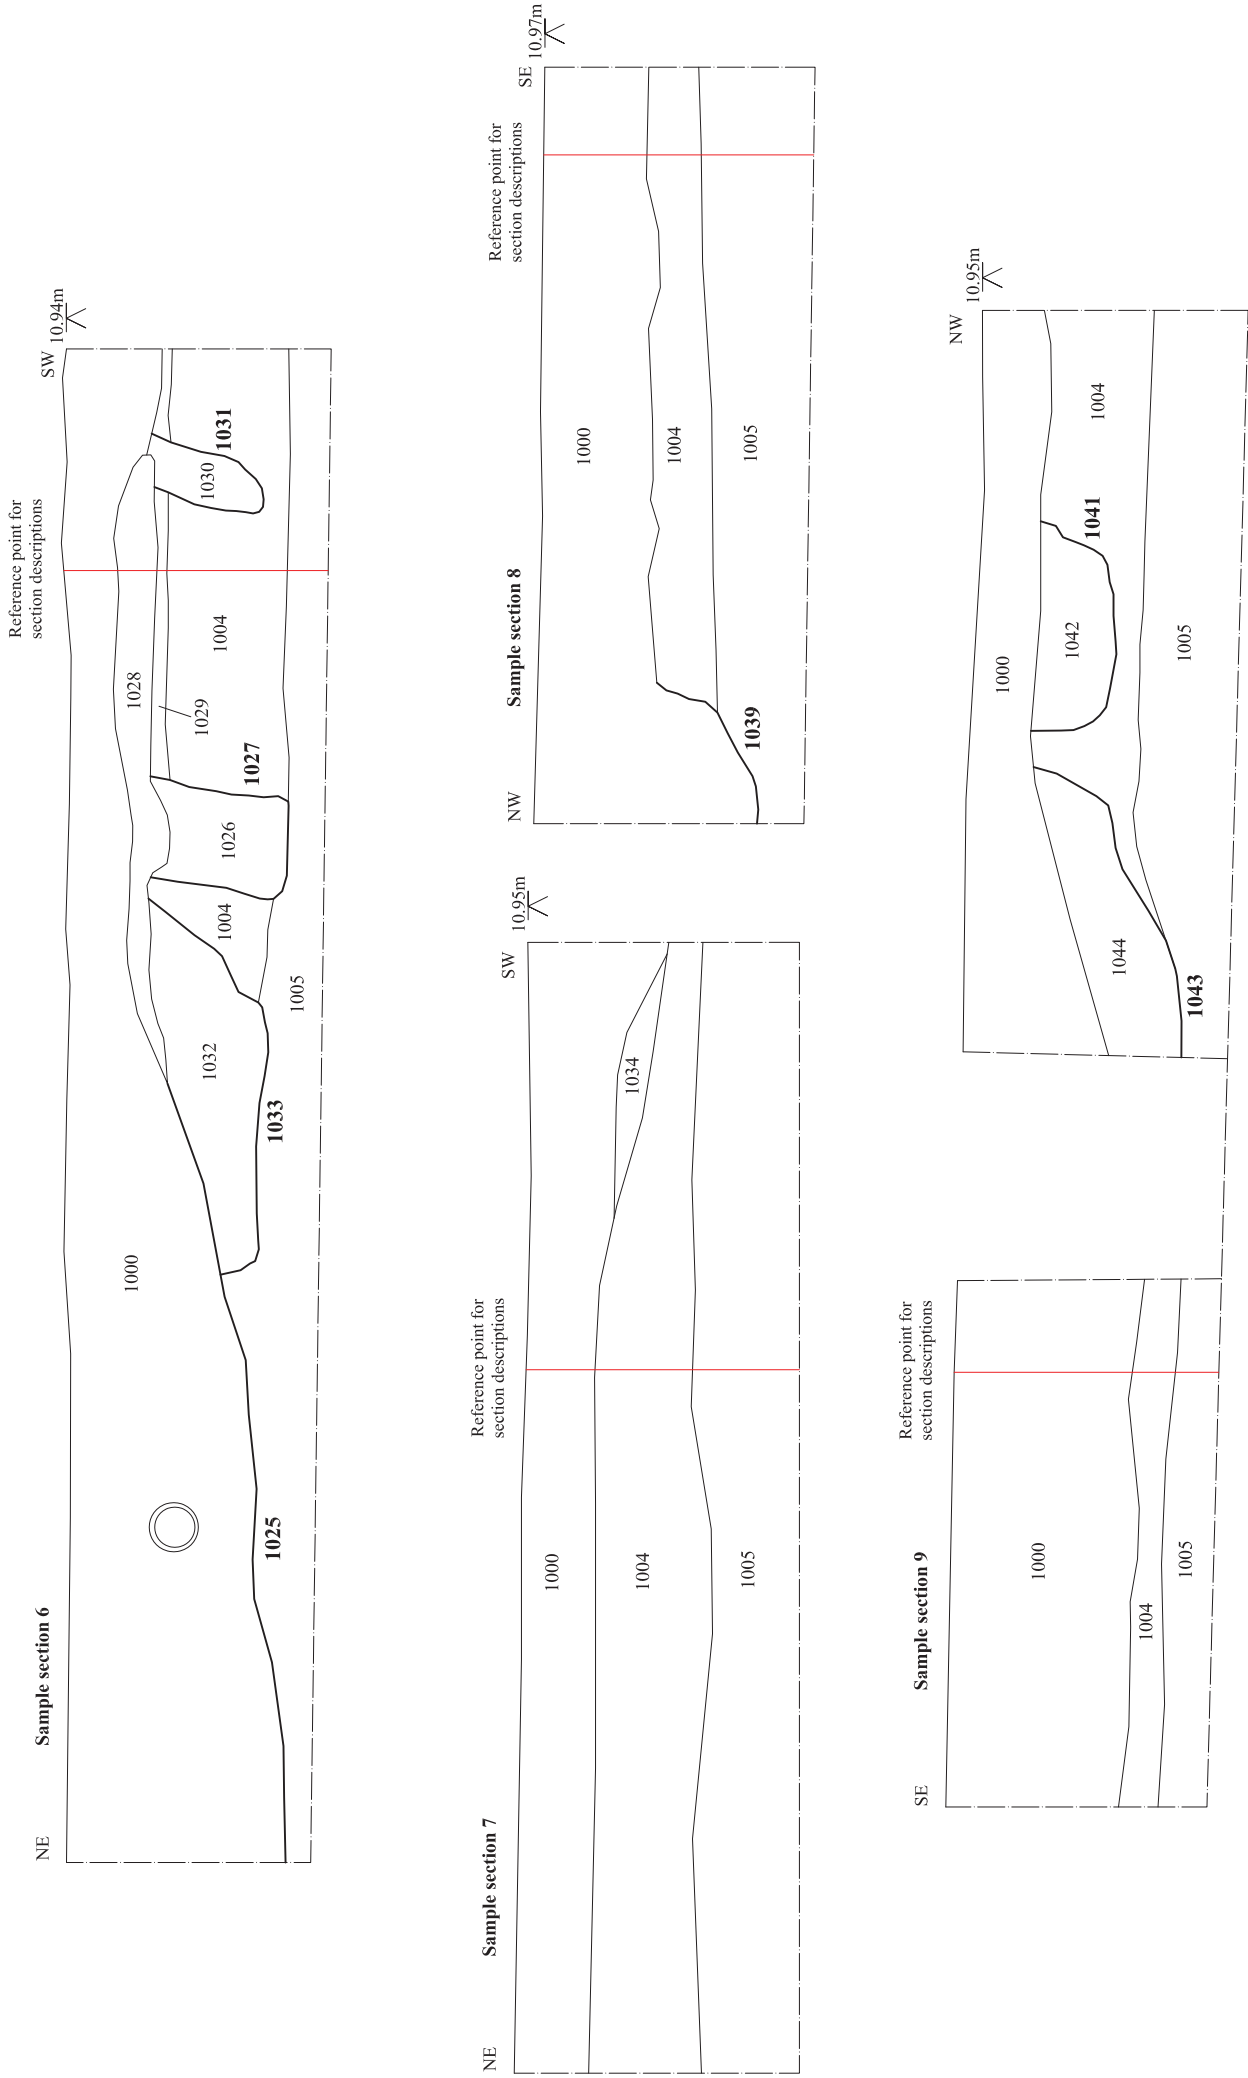 Sample section 6
NE
SW
10.94m
Reference point for
section descriptions
1000
1025
1033
1032
1005
1004
1026
1027
1028
1029
1004
1030
1031
Sample section 7
NE
SW
10.95m
Reference point for
section descriptions
1000
1004
1005
1034
Sample section 8
NW
SE
10.97m
Reference point for
section descriptions
1000
1004
1005
1039
Sample section 9
SE
NW
10.95m
Reference point for
section descriptions
1000
1004
1005
1043
1044
1000
1042
1041
1004
1005